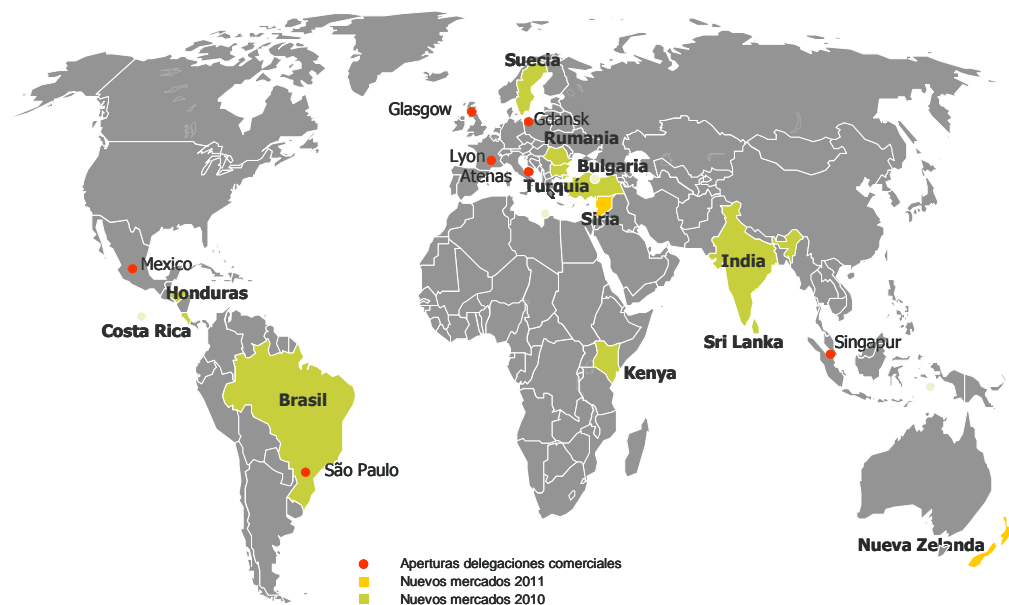 Suecia
Glasgow
Gdansk
Rumania
Lyon
Bulgaria
Atenas
Turquía
Siria
Mexico
India
Honduras
Costa Rica
Sri Lanka
Singapur
Kenya
Brasil
São Paulo
Nueva Zelanda
Aperturas delegaciones comerciales
Nuevos mercados 2011
Nuevos mercados 2010